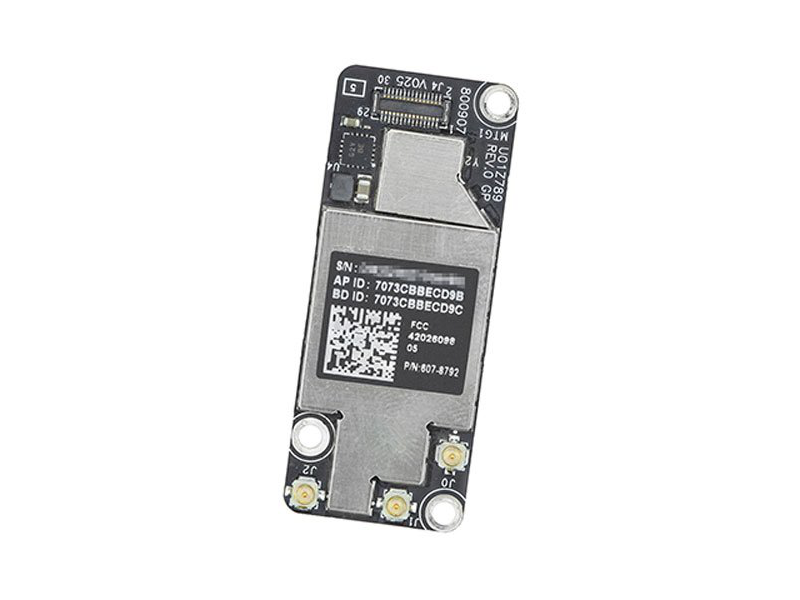 5
J4 V025 30
2
29
800907
MTG1
U01Z789
REV.0 GP
Y2
U4
S/N:
AP ID: 7073CBBECD9B
BD ID: 7073CBBECD9C
FCC
42026098
05
P/N:607-8792
J2
J0
J1